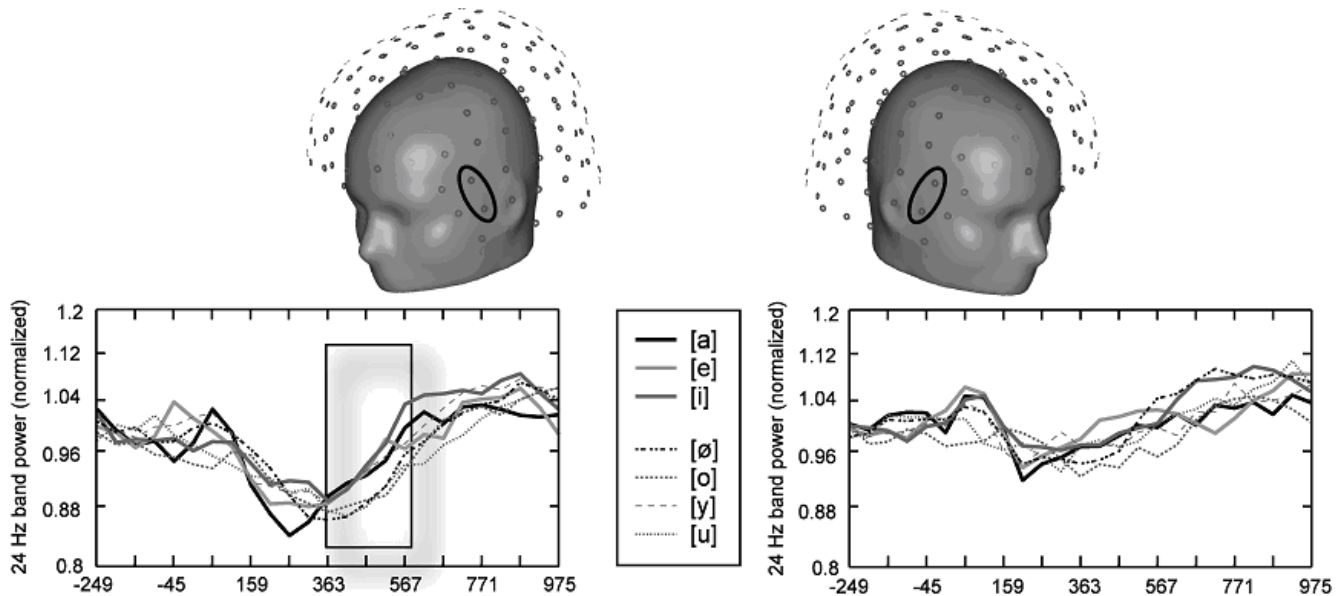 24 Hz band power (normalized)
1.2
1.12
1.04
0.96
0.88
0.8
-249 -45 159 363 567 771 975
[a]
[e]
[i]
[ø]
[o]
[y]
[u]
24 Hz band power (normalized)
1.2
1.12
1.04
0.96
0.88
0.8
-249 -45 159 363 567 771 975